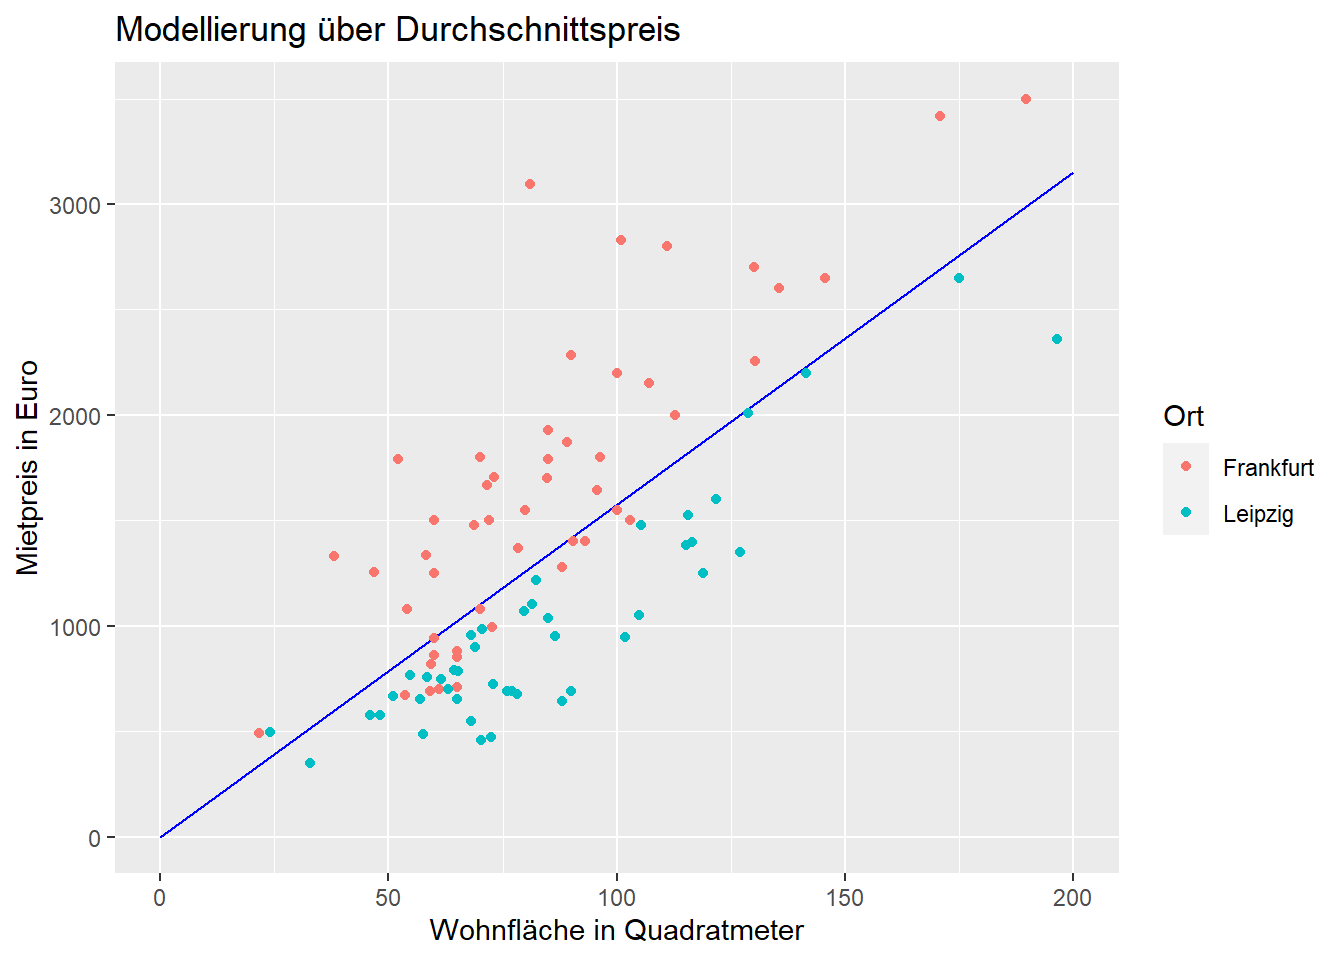 Modellierung über Durchschnittspreis
3000
2000
1000
0
Mietpreis in Euro
0 50 100 150 200
Wohnfläche in Quadratmeter
Ort
Frankfurt
Leipzig